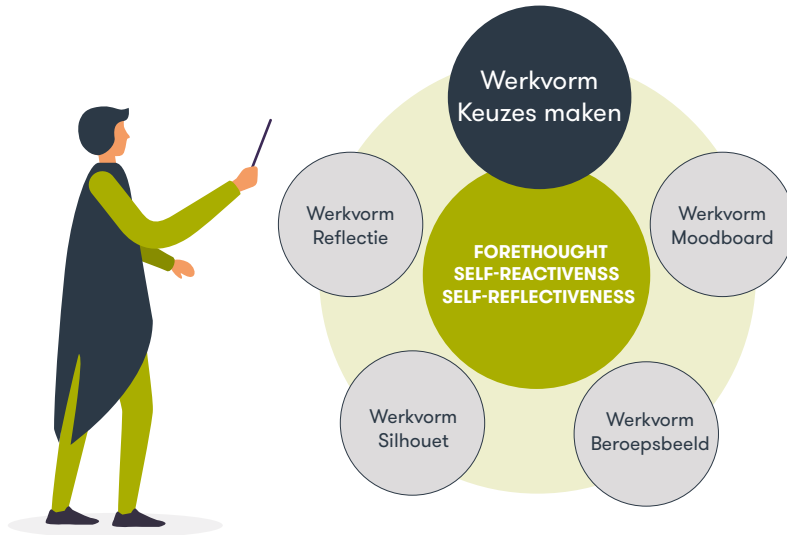 Werkvorm
Keuzes maken
Werkvorm
Reflectie
Werkvorm
Moodboard
FORETHOUGHT
SELF-REACTIVENSS
SELF-REFLECTIVENESS
Werkvorm
Silhouet
Werkvorm
Beroepsbeeld